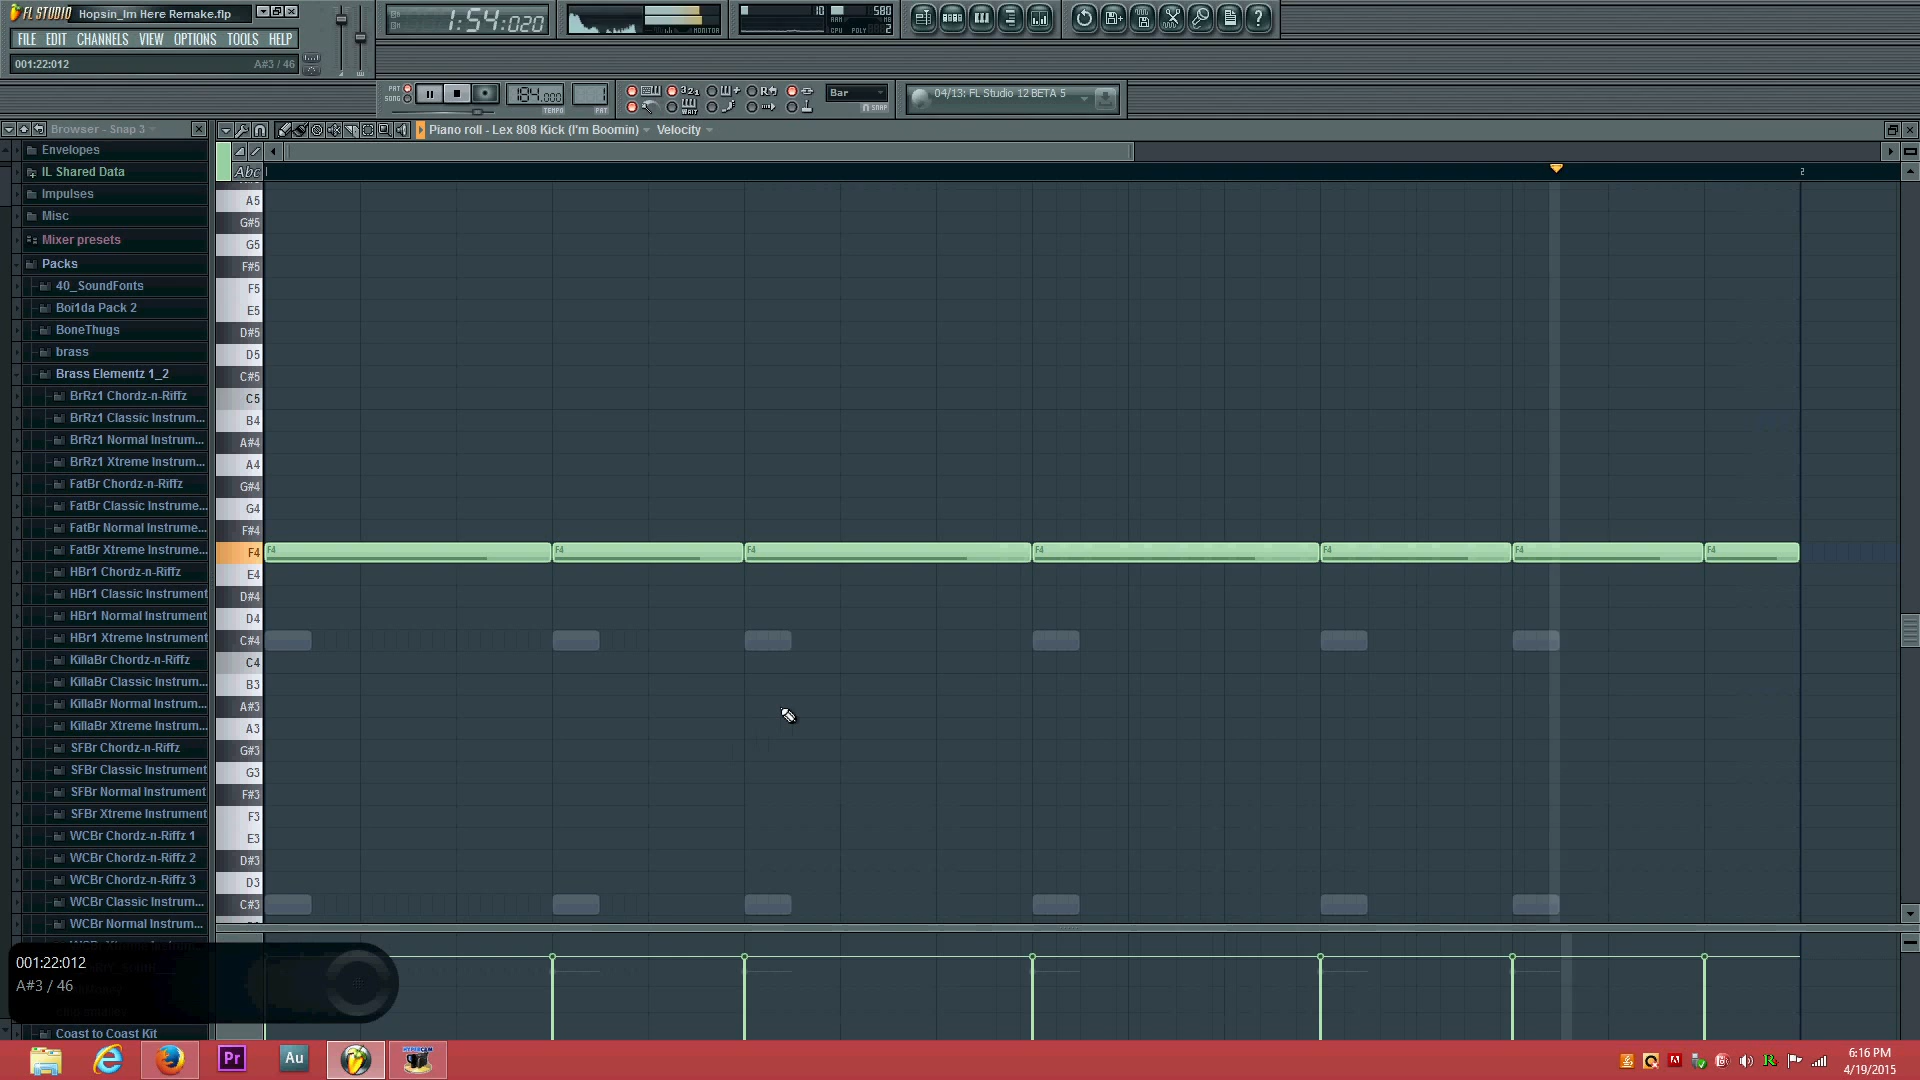 FL STUDIO Hopsin_Im Here Remake.flp
FILE EDIT CHANNELS VIEW OPTIONS TOOLS HELP
001:22:012 A#3 / 46
1:54:020
MONITOR
10 580
RAM
CPU POLY
PAT
SONG
184.000
TEMPO
1
PAT
3 2 1
WAIT
Bar
SNAP
04/13: FL Studio 12 BETA 5
Browser - Snap 3
Piano roll - Lex 808 Kick (I'm Boomin) Velocity
Abc
2
Envelopes
IL Shared Data
Impulses
Misc
Mixer presets
Packs
40_SoundFonts
Boi1da Pack 2
BoneThugs
brass
Brass Elementz 1_2
BrRz1 Chordz-n-Riffz
BrRz1 Classic Instrum...
BrRz1 Normal Instrum...
BrRz1 Xtreme Instrum...
FatBr Chordz-n-Riffz
FatBr Classic Instrume...
FatBr Normal Instrume...
FatBr Xtreme Instrume...
HBr1 Chordz-n-Riffz
HBr1 Classic Instrument
HBr1 Normal Instrument
HBr1 Xtreme Instrument
KillaBr Chordz-n-Riffz
KillaBr Classic Instrum...
KillaBr Normal Instrum...
KillaBr Xtreme Instrum...
SFBr Chordz-n-Riffz
SFBr Classic Instrument
SFBr Normal Instrument
SFBr Xtreme Instrument
WCBr Chordz-n-Riffz 1
WCBr Chordz-n-Riffz 2
WCBr Chordz-n-Riffz 3
WCBr Classic Instrum...
WCBr Normal Instrum...
Coast to Coast Kit
A5
G#5
G5
F#5
F5
E5
D#5
D5
C#5
C5
B4
A#4
A4
G#4
G4
F#4
F4 F4 F4 F4 F4 F4 F4 F4
E4
D#4
D4
C#4
C4
B3
A#3
A3
G#3
G3
F#3
F3
E3
D#3
D3
C#3
001:22:012
A#3 / 46
Pr Au
6:16 PM
4/19/2015